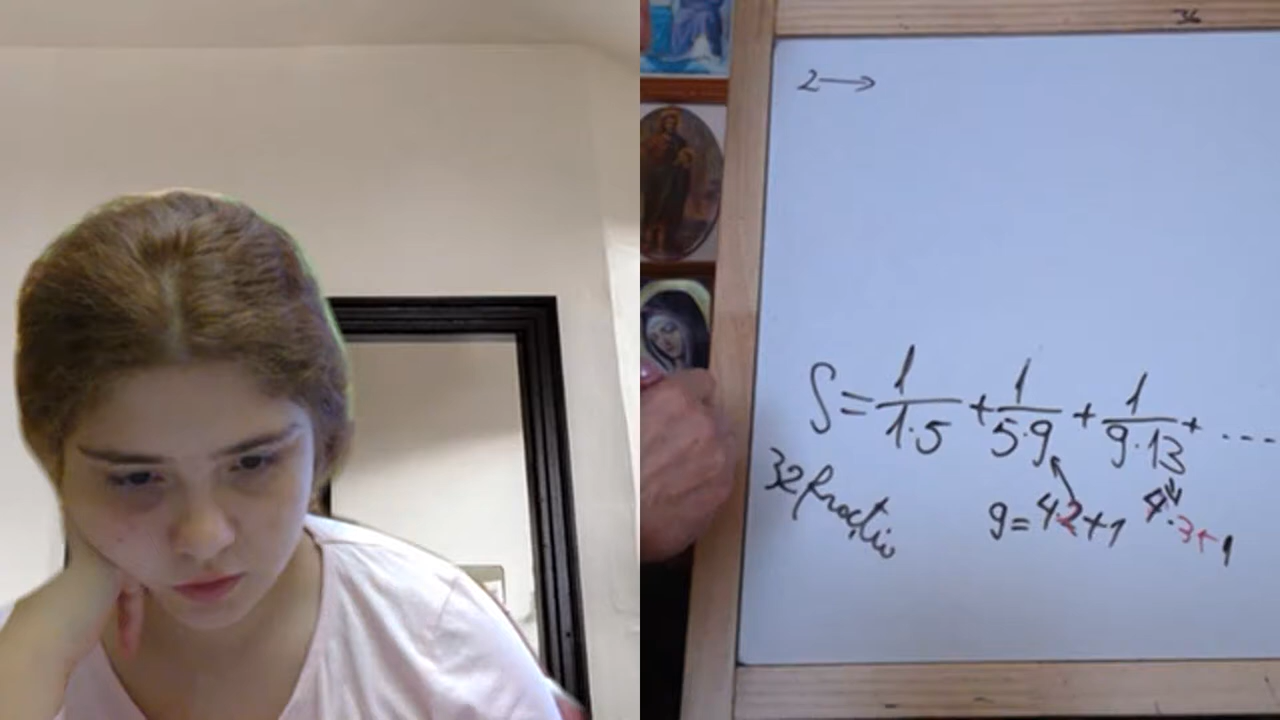 36
2→
S = 1/1·5 + 1/5·9 + 1/9·13 + ...
32 fracții
9 = 4·2+1 4·3+1